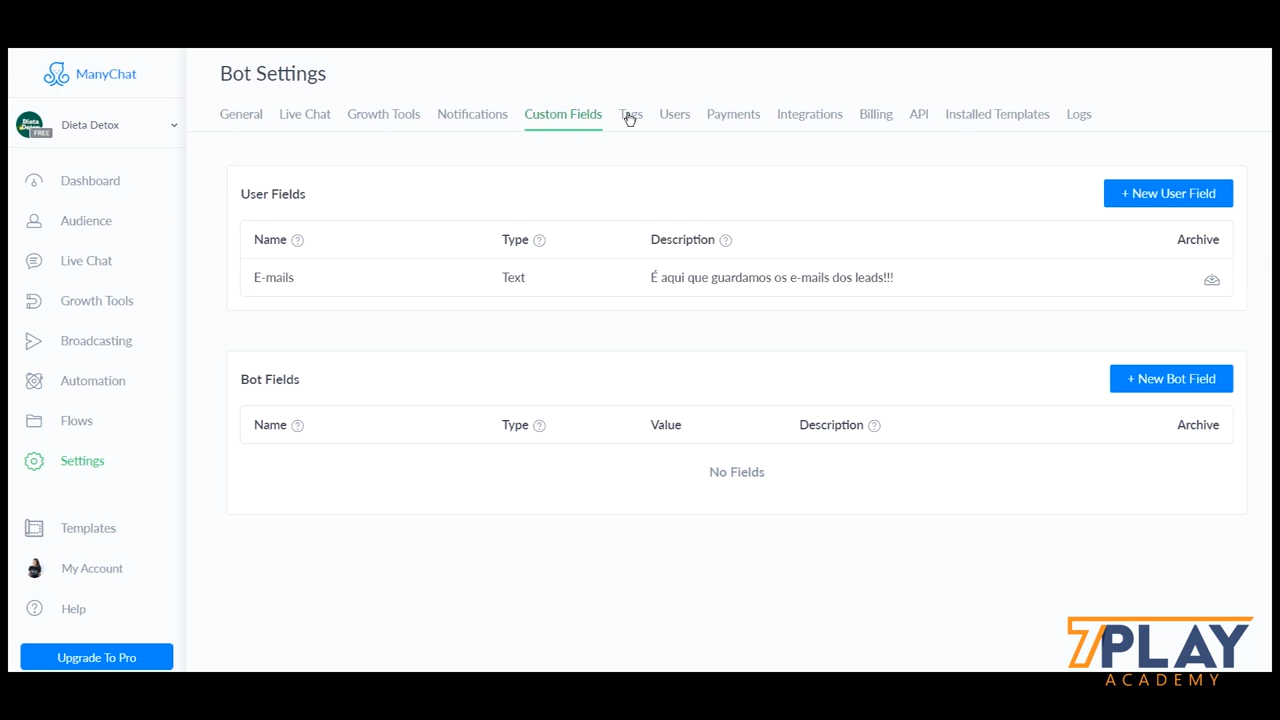 ManyChat
Bot Settings
General Live Chat Growth Tools Notifications Custom Fields Tags Users Payments Integrations Billing API Installed Templates Logs
Dieta Detox
Dieta Detox
FREE
Dashboard
Audience
Live Chat
Growth Tools
Broadcasting
Automation
Flows
Settings
Templates
My Account
Help
Upgrade To Pro
User Fields
+ New User Field
Name ? Type ? Description ? Archive
E-mails Text É aqui que guardamos os e-mails dos leads!!!
Bot Fields
+ New Bot Field
Name ? Type ? Value Description ? Archive
No Fields
7PLAY
ACADEMY